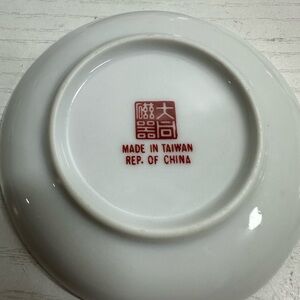 大同
磁器
MADE IN TAIWAN
REP. OF CHINA